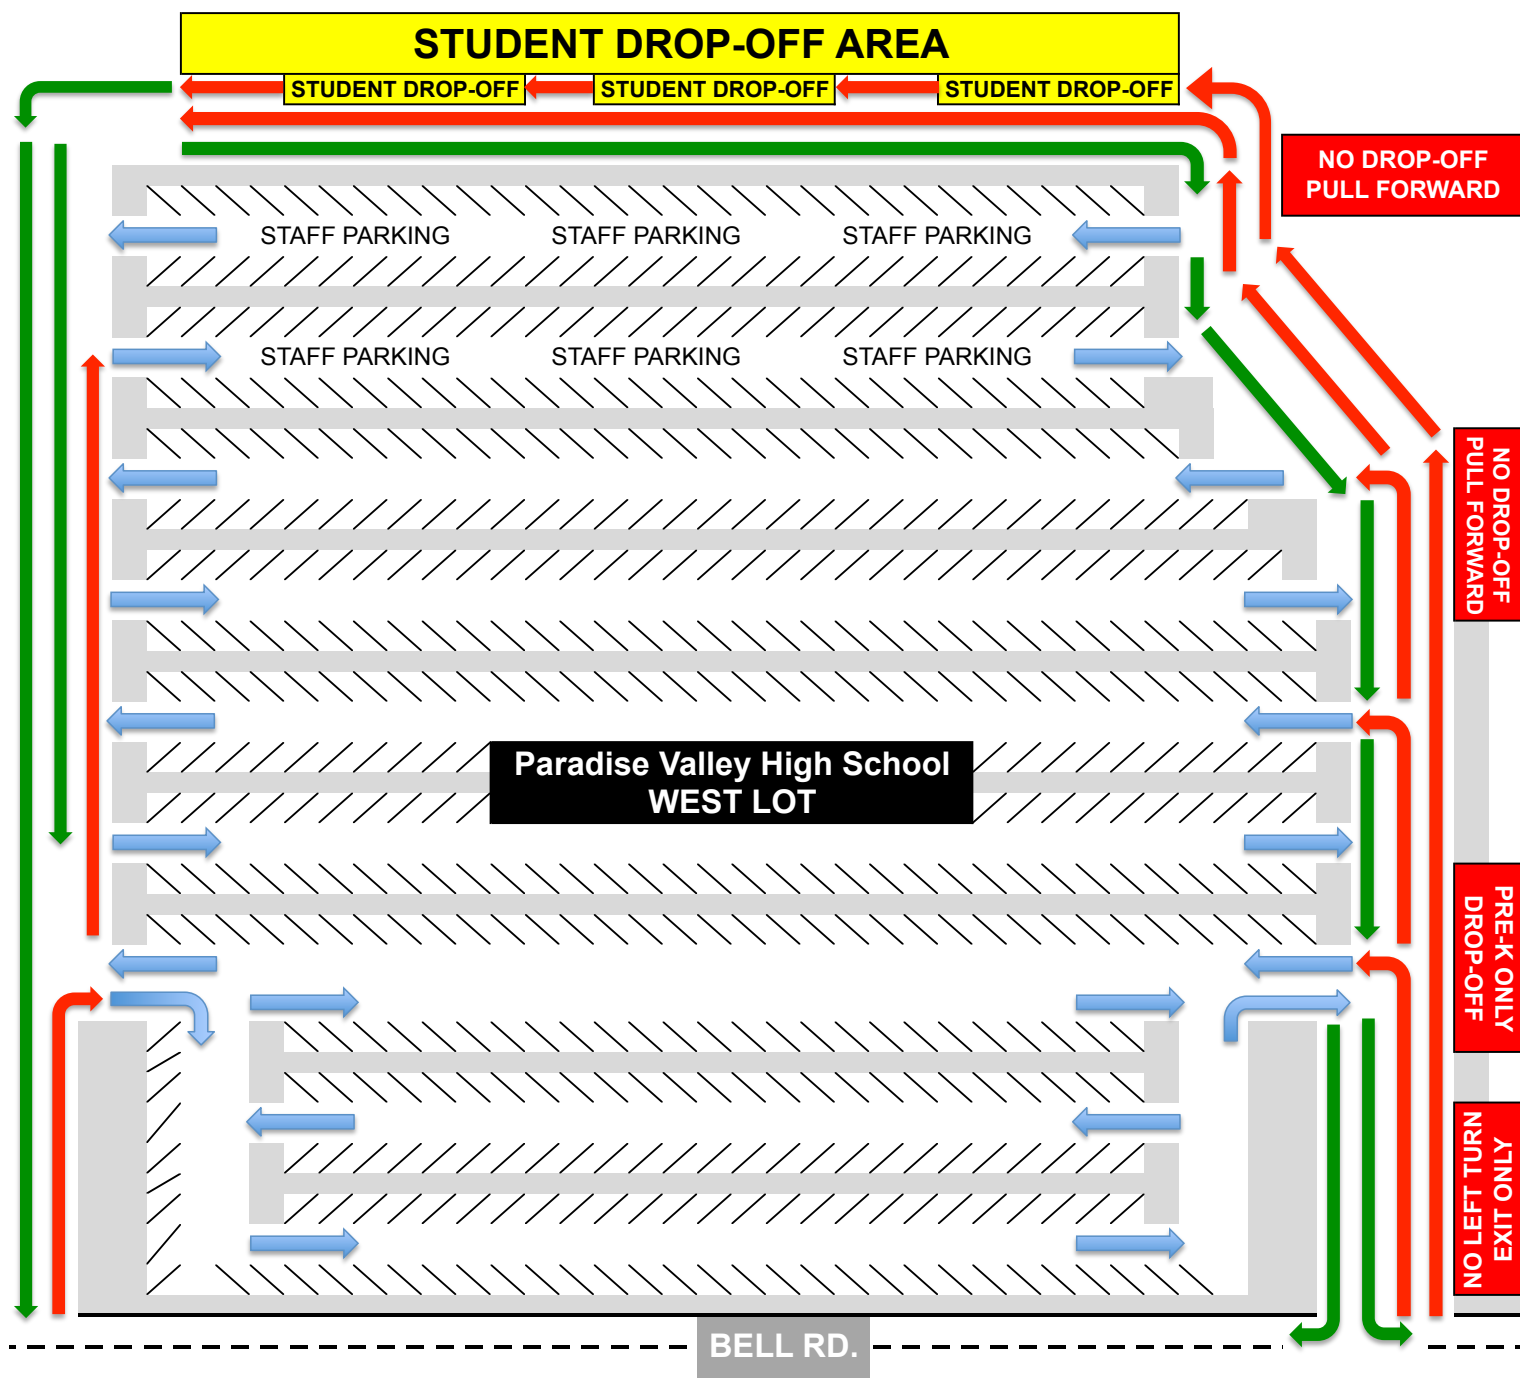 STUDENT DROP-OFF AREA
STUDENT DROP-OFF
STUDENT DROP-OFF
STUDENT DROP-OFF
NO DROP-OFF
PULL FORWARD
STAFF PARKING
STAFF PARKING
STAFF PARKING
STAFF PARKING
STAFF PARKING
STAFF PARKING
NO DROP-OFF
PULL FORWARD
Paradise Valley High School
WEST LOT
PRE-K ONLY
DROP-OFF
EXIT ONLY
NO LEFT TURN
BELL RD.